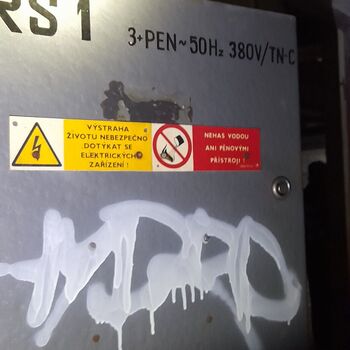 RS 1
3+PEN~50Hz 380V/TN-C
VÝSTRAHA
ŽIVOTU NEBEZPEČNO
DOTÝKAT SE
ELEKTRICKÝCH
ZAŘÍZENÍ !
NEHAS VODOU
ANI PĚNOVÝMI
PŘÍSTROJI !